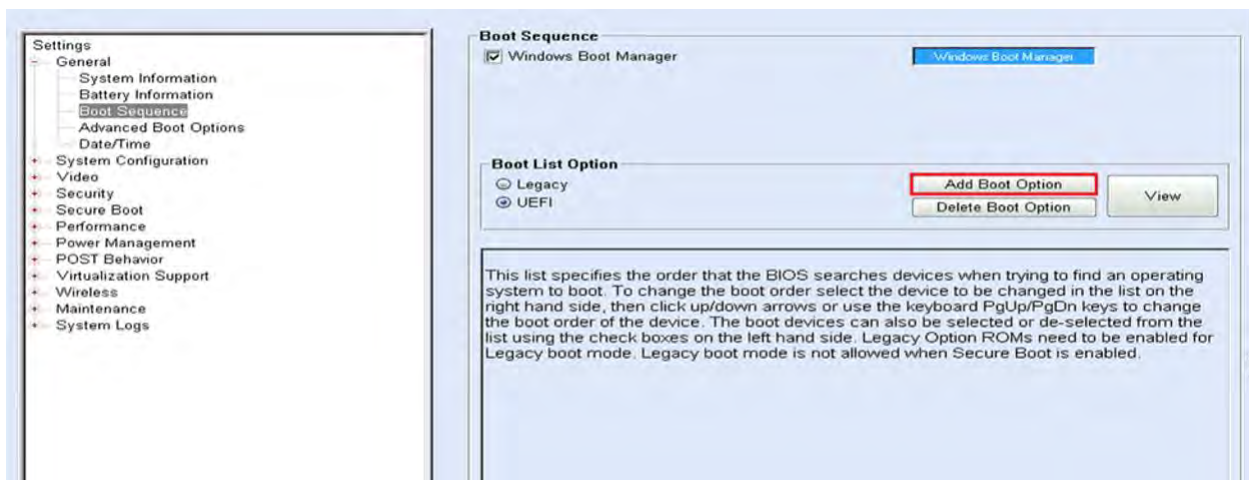 Settings
General
System Information
Battery Information
Boot Sequence
Advanced Boot Options
Date/Time
System Configuration
Video
Security
Secure Boot
Performance
Power Management
POST Behavior
Virtualization Support
Wireless
Maintenance
System Logs
Boot Sequence
Windows Boot Manager
Windows Boot Manager
Boot List Option
Legacy
UEFI
Add Boot Option
Delete Boot Option
View
This list specifies the order that the BIOS searches devices when trying to find an operating
system to boot. To change the boot order select the device to be changed in the list on the
right hand side, then click up/down arrows or use the keyboard PgUp/PgDn keys to change
the boot order of the device. The boot devices can also be selected or de-selected from the
list using the check boxes on the left hand side. Legacy Option ROMs need to be enabled for
Legacy boot mode. Legacy boot mode is not allowed when Secure Boot is enabled.